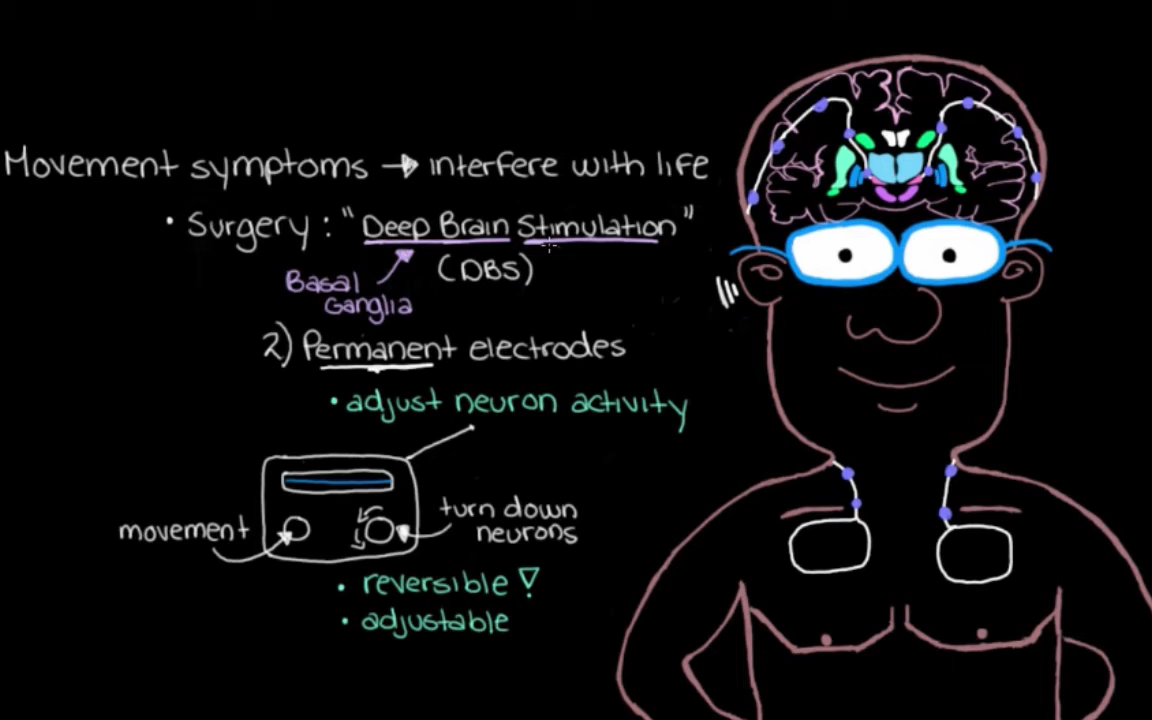 Movement symptoms → interfere with life
• Surgery: "Deep Brain Stimulation"
(DBS)
Basal
Ganglia
2) Permanent electrodes
• adjust neuron activity
movement
turn down
neurons
• reversible!
• adjustable